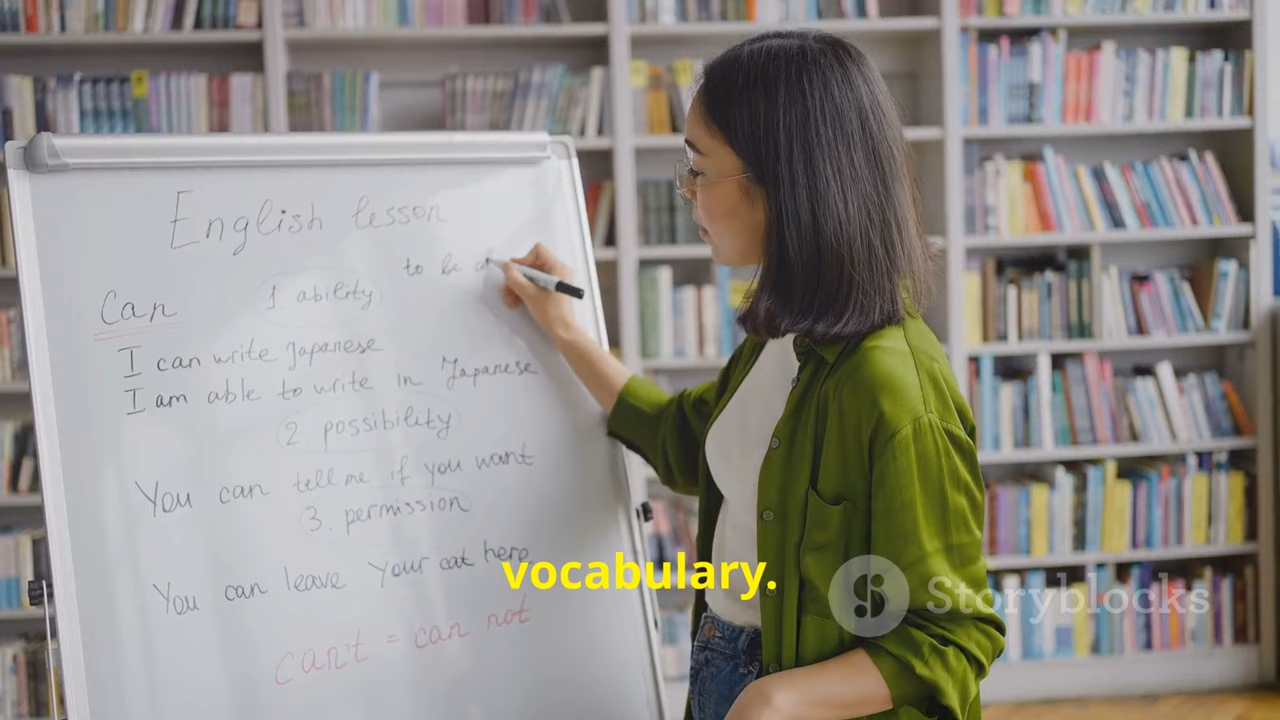 English lesson
to be a
Can
1 ability
I can write Japanese
I am able to write in Japanese
2 possibility
You can tell me if you want
3. permission
You can leave your cat here
can't = can not
vocabulary.
Storyblocks